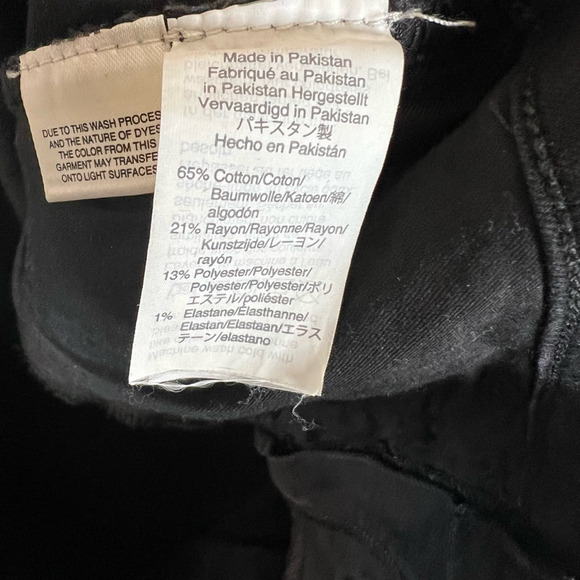 DUE TO THIS WASH PROCES
AND THE NATURE OF DYES
THE COLOR FROM THIS
GARMENT MAY TRANSFE
ONTO LIGHT SURFACES
Made in Pakistan
Fabriqué au Pakistan
in Pakistan Hergestellt
Vervaardigd in Pakistan
パキスタン製
Hecho en Pakistán
65% Cotton/Coton/
Baumwolle/Katoen/綿/
algodón
21% Rayon/Rayonne/Rayon/
Kunstzijde/レーヨン/
rayón
13% Polyester/Polyester/
Polyester/Polyester/ポリ
エステル/poliéster
1% Elastane/Elasthanne/
Elastan/Elastaan/エラス
テーン/elastano